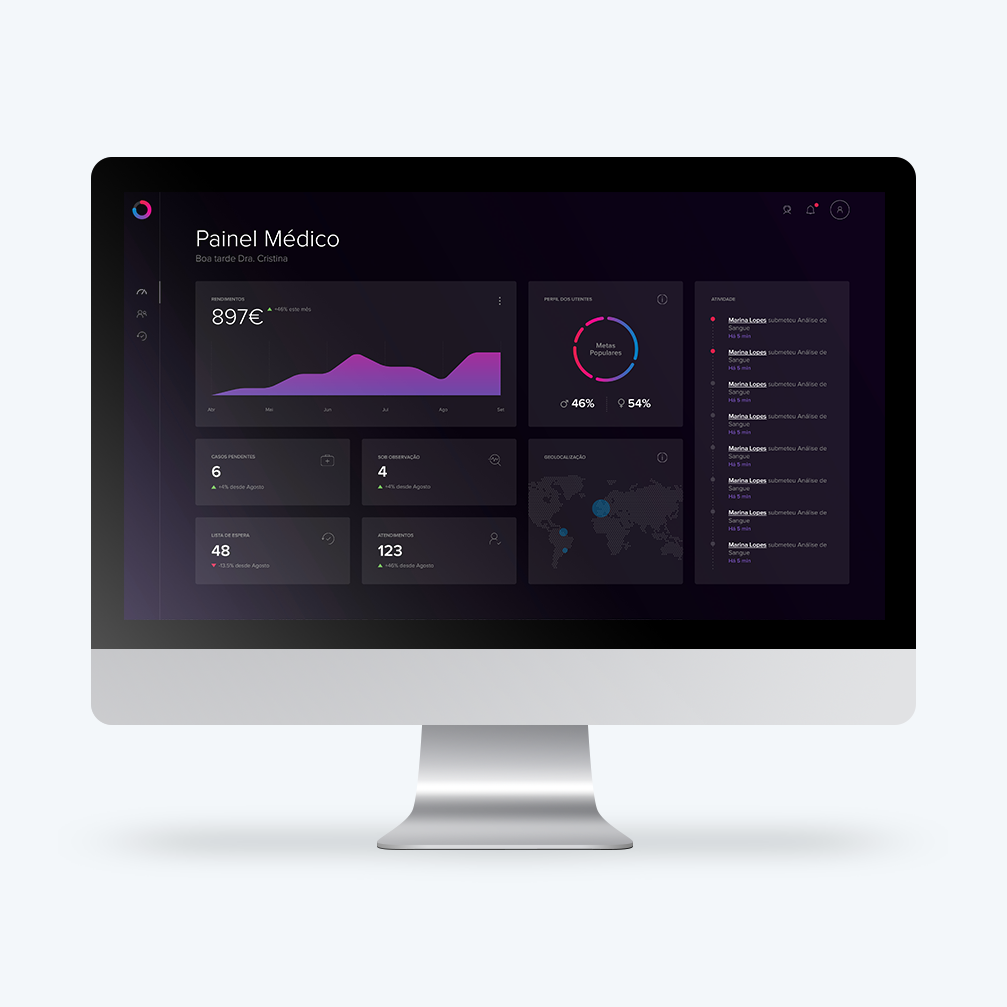 Painel Médico
Boa tarde Dra. Cristina
RENDIMENTOS
897€ +46% este mês
Abr Mai Jun Jul Ago Set
PERFIL DOS UTENTES
Metas
Populares
46% 54%
CASOS PENDENTES
6
+4% desde Agosto
SOB OBSERVAÇÃO
4
+4% desde Agosto
LISTA DE ESPERA
48
-13.5% desde Agosto
ATENDIMENTOS
123
+46% desde Agosto
GEOLOCALIZAÇÃO
ATIVIDADE
Marina Lopes submeteu Análise de
Sangue
Há 5 min
Marina Lopes submeteu Análise de
Sangue
Há 5 min
Marina Lopes submeteu Análise de
Sangue
Há 5 min
Marina Lopes submeteu Análise de
Sangue
Há 5 min
Marina Lopes submeteu Análise de
Sangue
Há 5 min
Marina Lopes submeteu Análise de
Sangue
Há 5 min
Marina Lopes submeteu Análise de
Sangue
Há 5 min
Marina Lopes submeteu Análise de
Sangue
Há 5 min